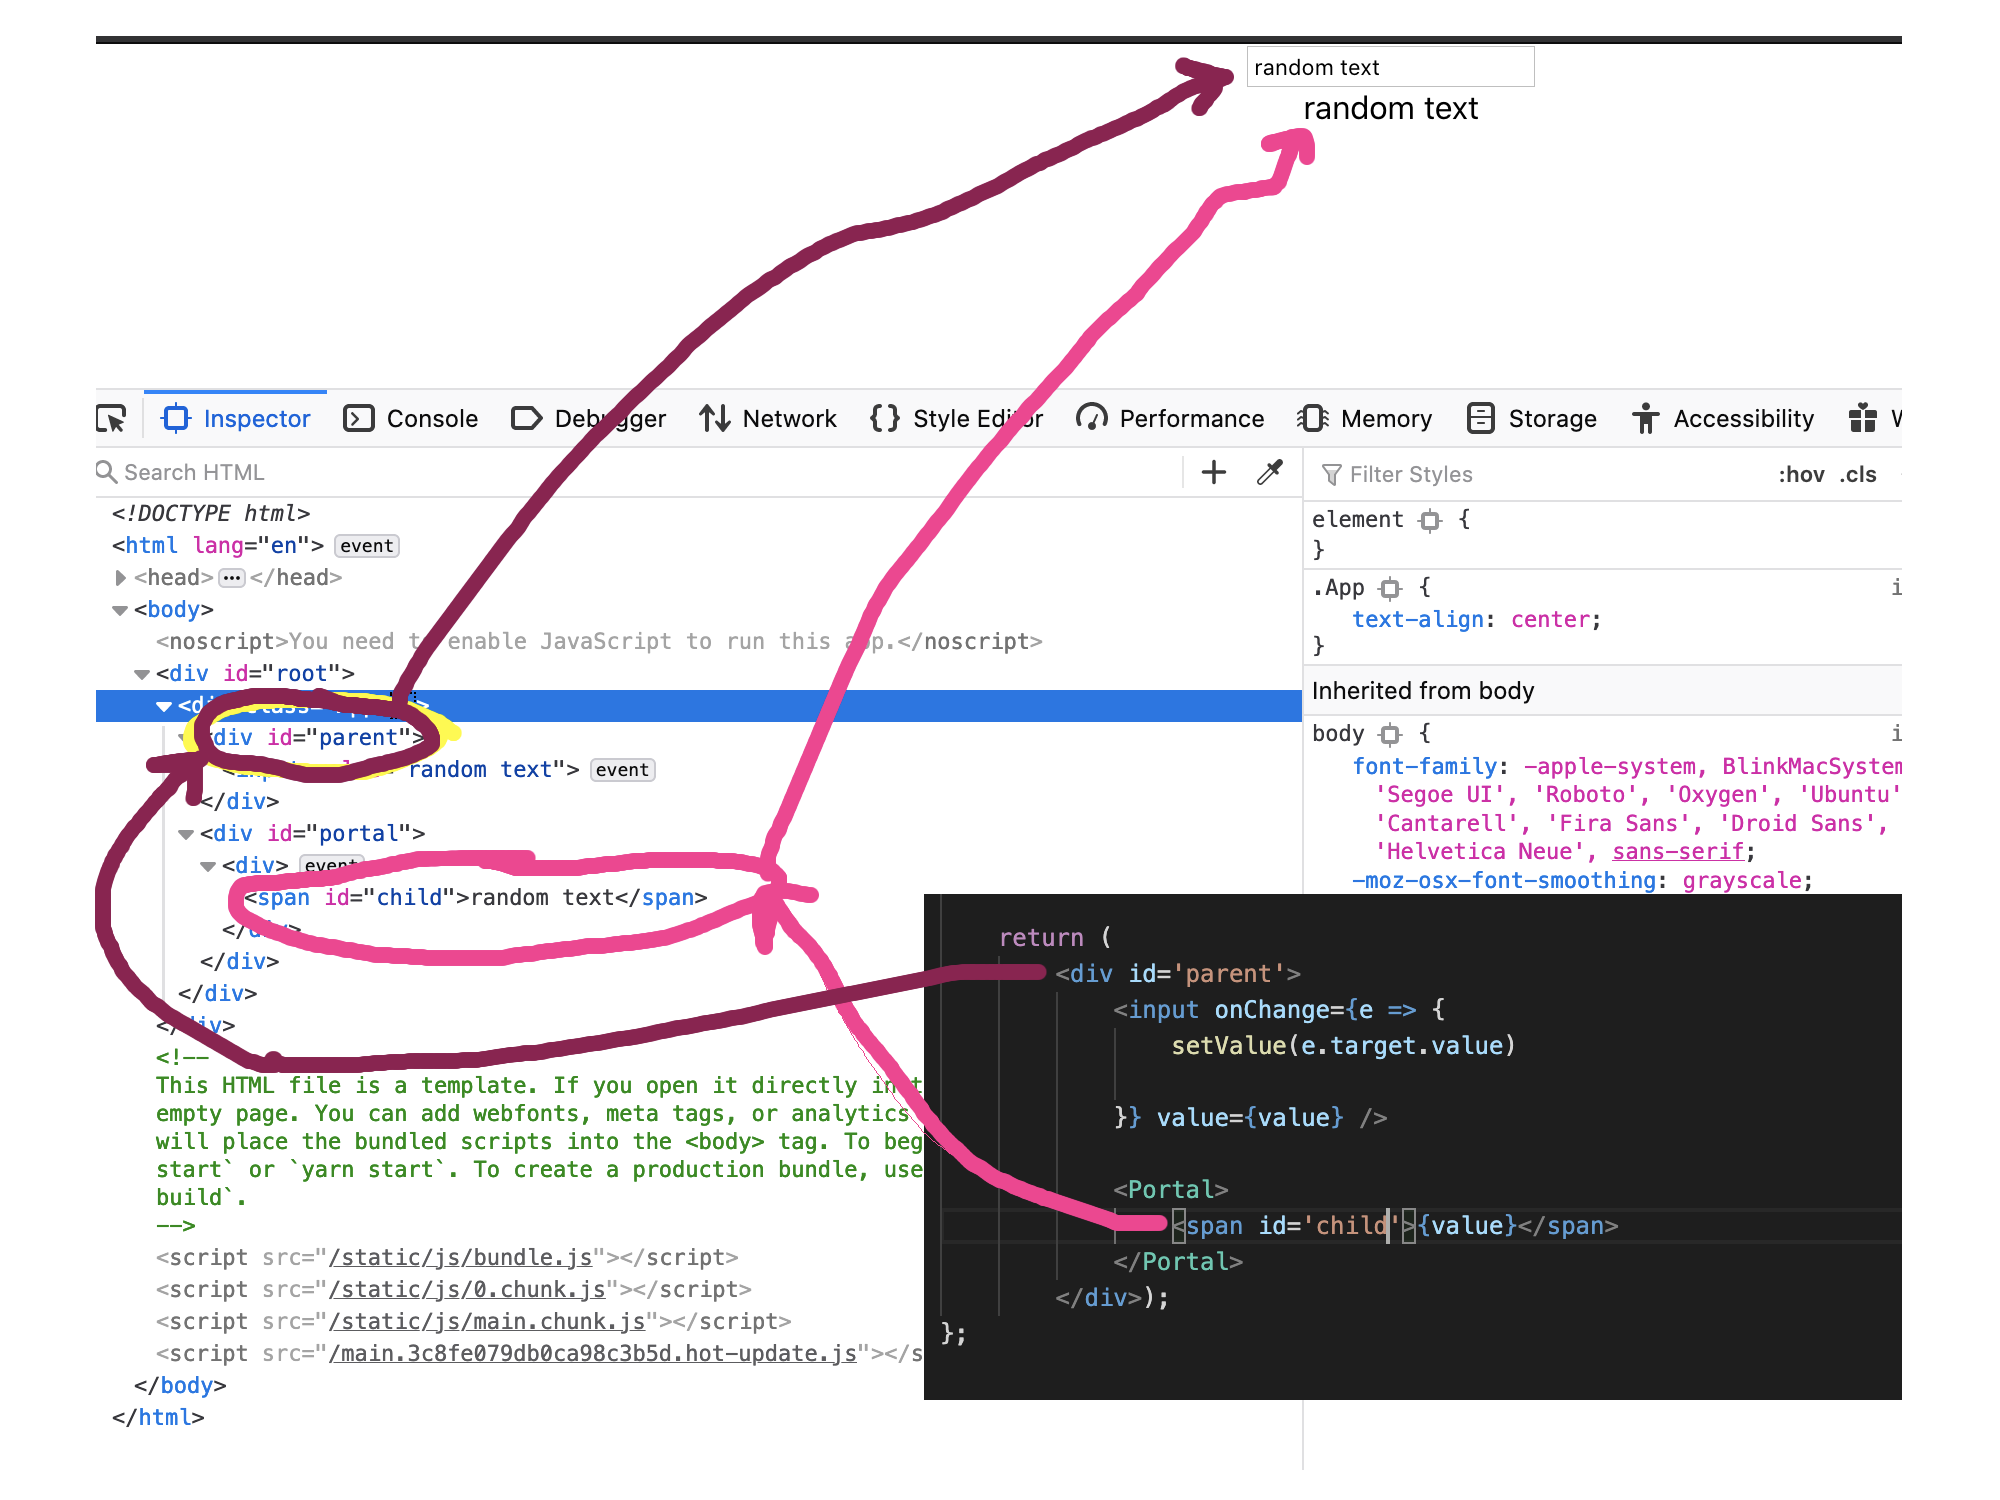 random text
random text
Inspector Console Debugger Network Style Editor Performance Memory Storage Accessibility
Search HTML
Filter Styles :hov .cls
<!DOCTYPE html>
<html lang="en"> event
<head> ••• </head>
<body>
<noscript>You need to enable JavaScript to run this app.</noscript>
<div id="root">
<div id="parent">
random text"> event
</div>
<div id="portal">
<div> event
<span id="child">random text</span>
</div>
</div>
</div>
</div>
<!--
This HTML file is a template. If you open it directly in
empty page. You can add webfonts, meta tags, or analytics
will place the bundled scripts into the <body> tag. To beg
start` or `yarn start`. To create a production bundle, use
build`.
-->
<script src="/static/js/bundle.js"></script>
<script src="/static/js/0.chunk.js"></script>
<script src="/static/js/main.chunk.js"></script>
<script src="/main.3c8fe079db0ca98c3b5d.hot-update.js"></s
</body>
</html>
element {
}
.App { i
text-align: center;
}
Inherited from body
body { i
font-family: -apple-system, BlinkMacSystem
'Segoe UI', 'Roboto', 'Oxygen', 'Ubuntu'
'Cantarell', 'Fira Sans', 'Droid Sans',
'Helvetica Neue', sans-serif;
-moz-osx-font-smoothing: grayscale;
return (
<div id='parent'>
<input onChange={e => {
setValue(e.target.value)
}} value={value} />
<Portal>
<span id='child'>{value}</span>
</Portal>
</div>);
};